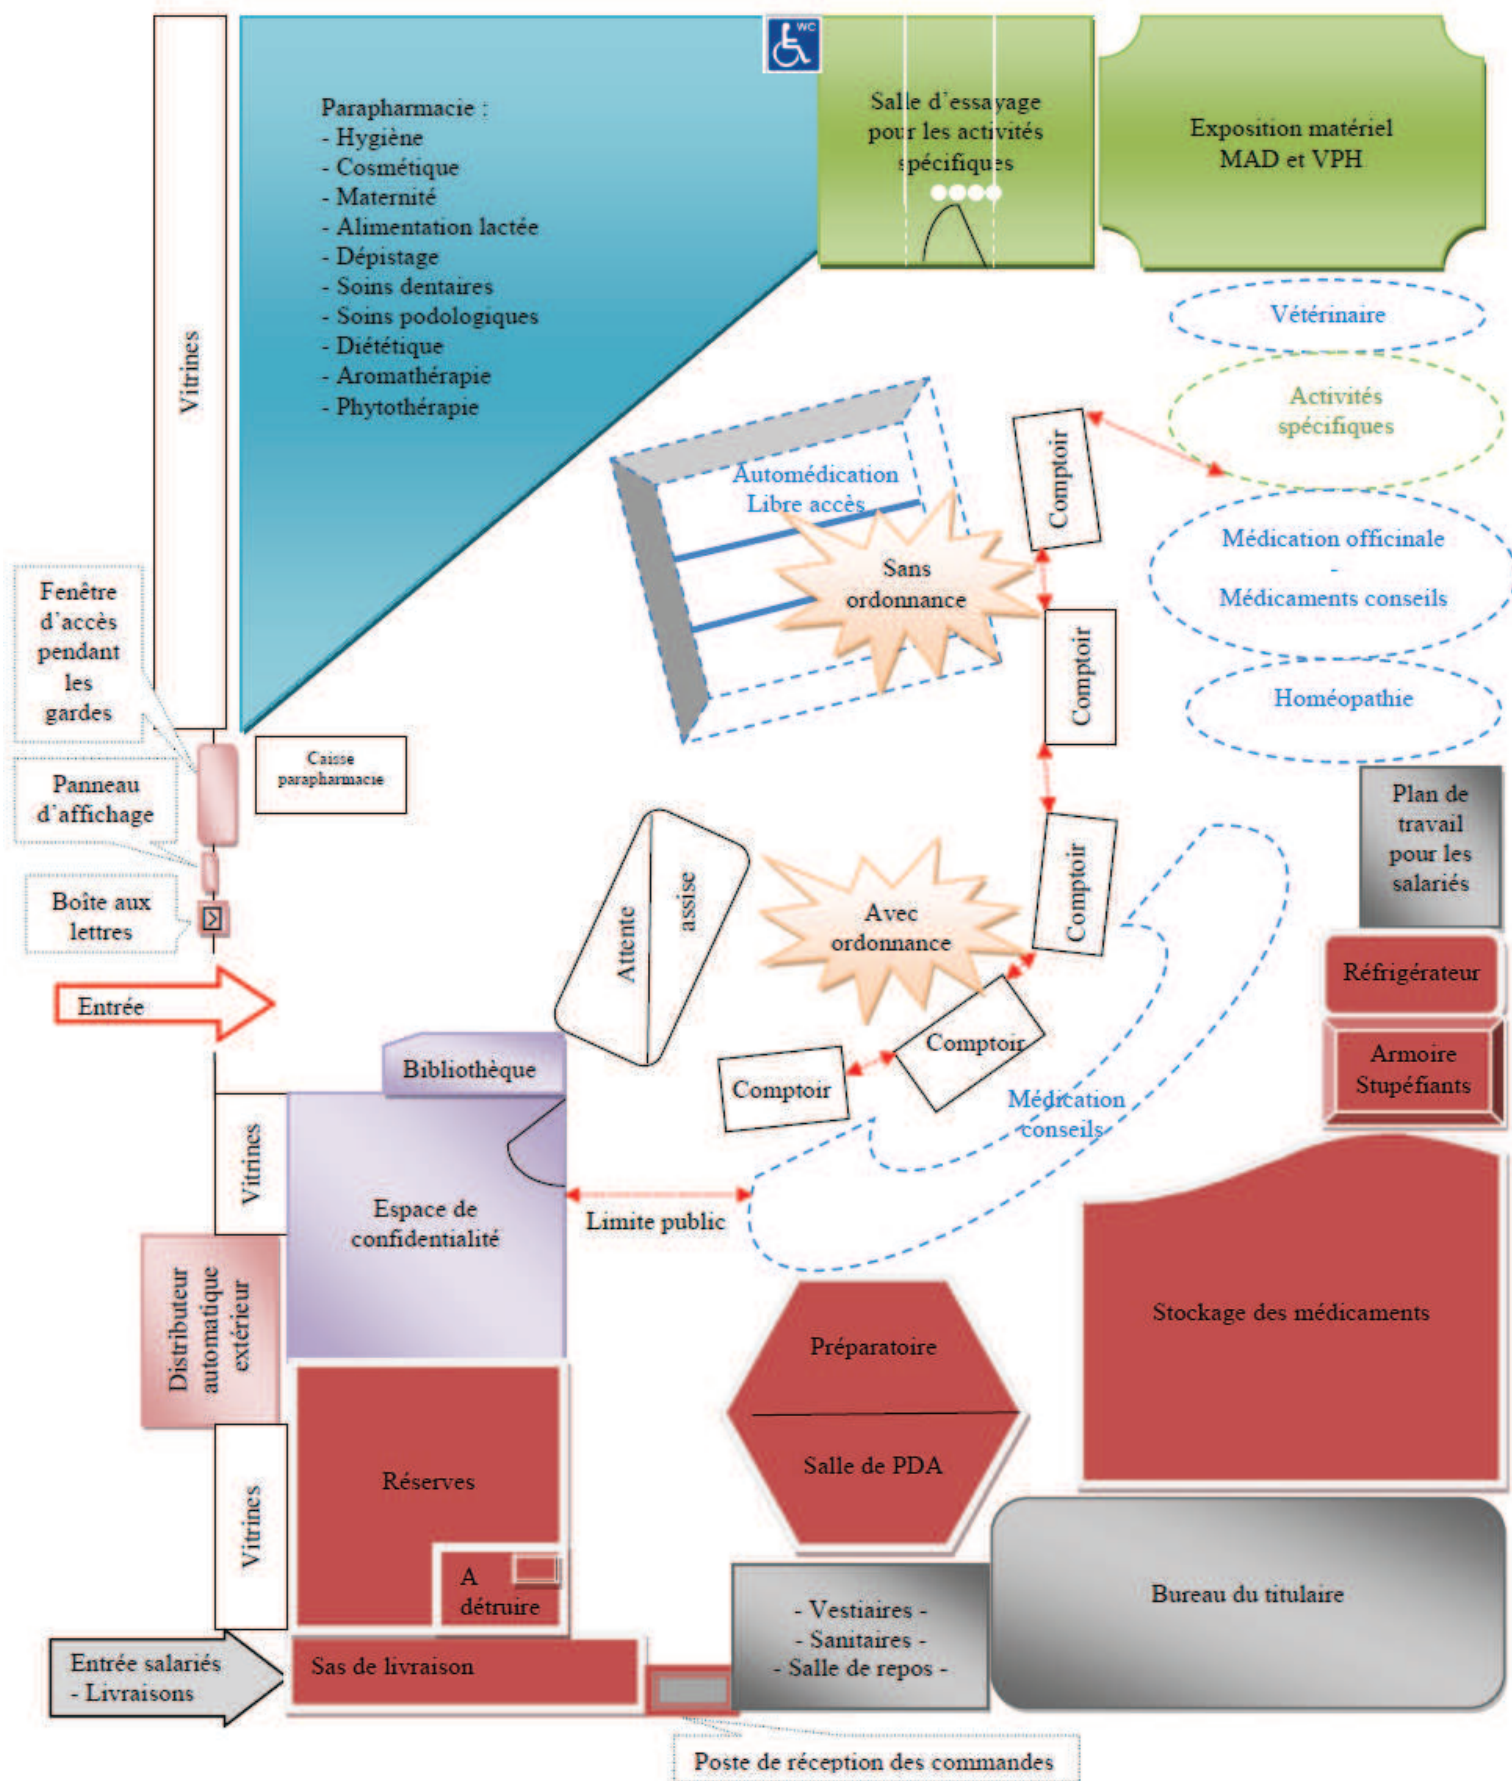 WC
Parapharmacie :
- Hygiène
- Cosmétique
- Maternité
- Alimentation lactée
- Dépistage
- Soins dentaires
- Soins podologiques
- Diététique
- Aromathérapie
- Phytothérapie
Salle d'essayage
pour les activités
spécifiques
Exposition matériel
MAD et VPH
Vitrines
Vétérinaire
Activités
spécifiques
Comptoir
Automédication
Libre accès
Sans
ordonnance
Médication officinale
-
Médicaments conseils
Fenêtre
d'accès
pendant
les
gardes
Comptoir
Homéopathie
Caisse
parapharmacie
Panneau
d'affichage
Plan de
travail
pour les
salariés
Boîte aux
lettres
Attente
assise
Avec
ordonnance
Comptoir
Réfrigérateur
Entrée
Comptoir
Armoire
Stupéfiants
Bibliothèque
Comptoir
Médication
conseils
Vitrines
Espace de
confidentialité
Limite public
Distributeur
automatique
extérieur
Stockage des médicaments
Préparatoire
Salle de PDA
Réserves
Vitrines
A
détruire
Bureau du titulaire
- Vestiaires -
- Sanitaires -
- Salle de repos -
Entrée salariés
- Livraisons
Sas de livraison
Poste de réception des commandes